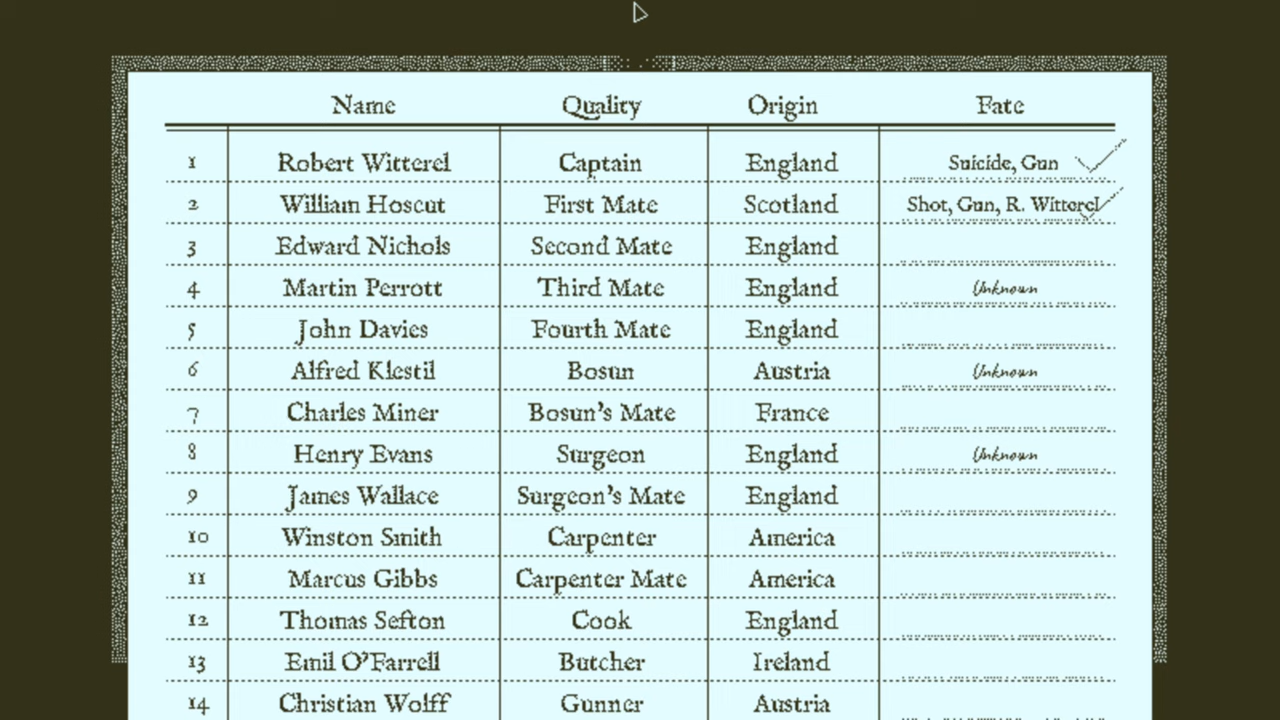 Name Quality Origin Fate
1 Robert Witterel Captain England Suicide, Gun
2 William Hoscut First Mate Scotland Shot, Gun, R. Witterel
3 Edward Nichols Second Mate England
4 Martin Perrott Third Mate England Unknown
5 John Davies Fourth Mate England
6 Alfred Klestil Bosun Austria Unknown
7 Charles Miner Bosun's Mate France
8 Henry Evans Surgeon England Unknown
9 James Wallace Surgeon's Mate England
10 Winston Smith Carpenter America
11 Marcus Gibbs Carpenter Mate America
12 Thomas Sefton Cook England
13 Emil O'Farrell Butcher Ireland
14 Christian Wolff Gunner Austria